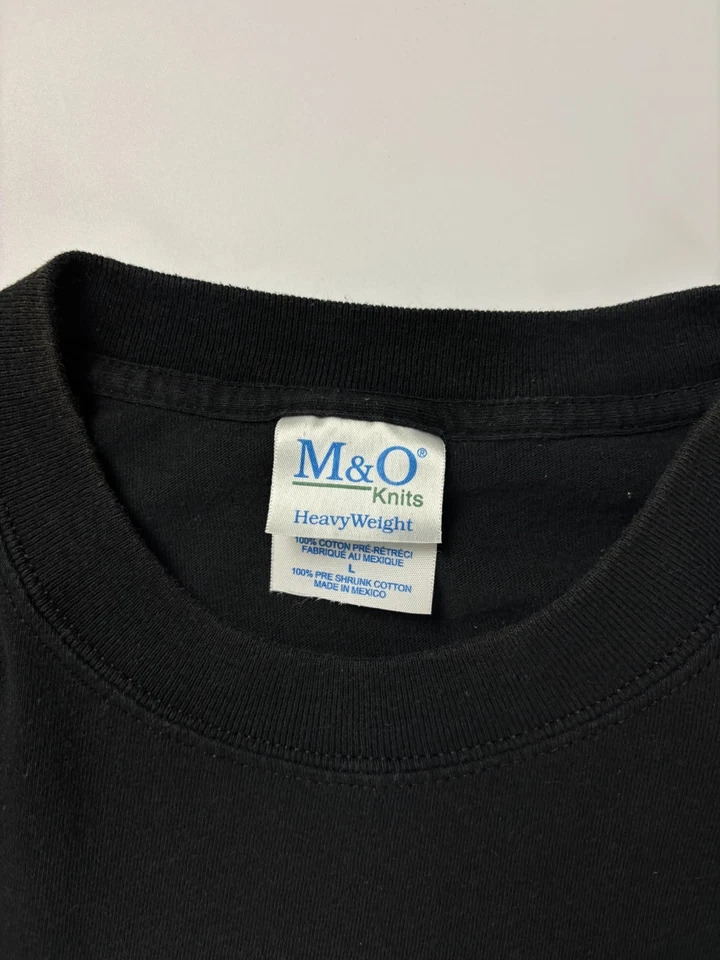 M&O®
Knits
HeavyWeight
100% COTON PRÉ-RÉTRÉCI
FABRIQUÉ AU MEXIQUE
L
100% PRE SHRUNK COTTON
MADE IN MEXICO